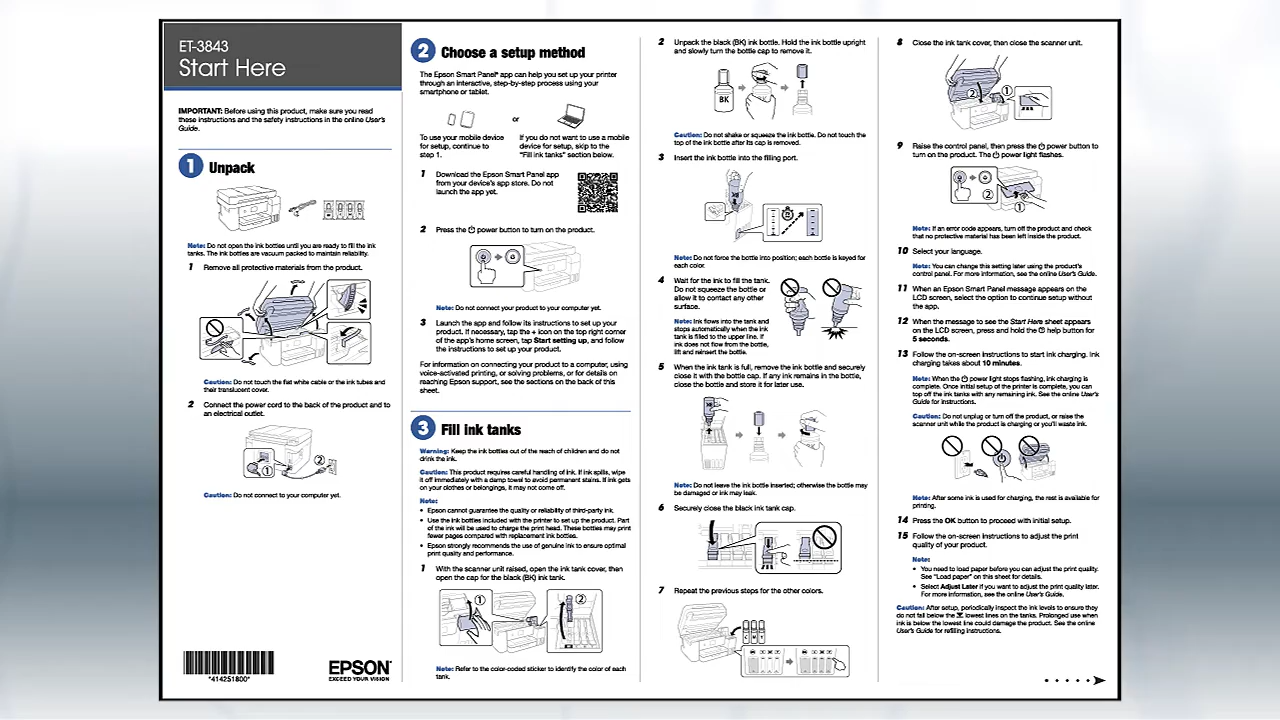 ET-3843
Start Here
IMPORTANT: Before using this product, make sure you read
these instructions and the safety instructions in the online User's
Guide.
1 Unpack
Note: Do not open the ink bottles until you are ready to fill the ink
tanks. The ink bottles are vacuum packed to maintain reliability.
1 Remove all protective materials from the product.
Caution: Do not touch the flat white cable or the ink tubes and
their translucent cover.
2 Connect the power cord to the back of the product and to
an electrical outlet.
1
2
Caution: Do not connect to your computer yet.
*414251800*
EPSON
EXCEED YOUR VISION
2 Choose a setup method
The Epson Smart Panel® app can help you set up your printer
through an interactive, step-by-step process using your
smartphone or tablet.
or
To use your mobile device
for setup, continue to
step 1.
If you do not want to use a mobile
device for setup, skip to the
"Fill ink tanks" section below.
1 Download the Epson Smart Panel app
from your device's app store. Do not
launch the app yet.
2 Press the power button to turn on the product.
Note: Do not connect your product to your computer yet.
3 Launch the app and follow its instructions to set up your
product. If necessary, tap the + icon on the top right corner
of the app's home screen, tap Start setting up, and follow
the instructions to set up your product.
For information on connecting your product to a computer, using
voice-activated printing, or solving problems, or for details on
reaching Epson support, see the sections on the back of this
sheet.
3 Fill ink tanks
Warning: Keep the ink bottles out of the reach of children and do not
drink the ink.
Caution: This product requires careful handling of ink. If ink spills, wipe
it off immediately with a damp towel to avoid permanent stains. If ink gets
on your clothes or belongings, it may not come off.
Note:
• Epson cannot guarantee the quality or reliability of third-party ink.
• Use the ink bottles included with the printer to set up the product. Part
of the ink will be used to charge the print head. These bottles may print
fewer pages compared with replacement ink bottles.
• Epson strongly recommends the use of genuine ink to ensure optimal
print quality and performance.
1 With the scanner unit raised, open the ink tank cover, then
open the cap for the black (BK) ink tank.
1
2
Note: Refer to the color-coded sticker to identify the color of each
tank.
2 Unpack the black (BK) ink bottle. Hold the ink bottle upright
and slowly turn the bottle cap to remove it.
BK
Caution: Do not shake or squeeze the ink bottle. Do not touch the
top of the ink bottle after its cap is removed.
3 Insert the ink bottle into the filling port.
Note: Do not force the bottle into position; each bottle is keyed for
each color.
4 Wait for the ink to fill the tank.
Do not squeeze the bottle or
allow it to contact any other
surface.
Note: Ink flows into the tank and
stops automatically when the ink
tank is filled to the upper line. If
ink does not flow from the bottle,
lift and reinsert the bottle.
5 When the ink tank is full, remove the ink bottle and securely
close it with the bottle cap. If any ink remains in the bottle,
close the bottle and store it for later use.
Note: Do not leave the ink bottle inserted; otherwise the bottle may
be damaged or ink may leak.
6 Securely close the black ink tank cap.
7 Repeat the previous steps for the other colors.
C M Y
8 Close the ink tank cover, then close the scanner unit.
2
1
9 Raise the control panel, then press the power button to
turn on the product. The power light flashes.
2
1
Note: If an error code appears, turn off the product and check
that no protective material has been left inside the product.
10 Select your language.
Note: You can change this setting later using the product's
control panel. For more information, see the online User's Guide.
11 When an Epson Smart Panel message appears on the
LCD screen, select the option to continue setup without
the app.
12 When the message to see the Start Here sheet appears
on the LCD screen, press and hold the help button for
5 seconds.
13 Follow the on-screen instructions to start ink charging. Ink
charging takes about 10 minutes.
Note: When the power light stops flashing, ink charging is
complete. Once initial setup of the printer is complete, you can
top off the ink tanks with any remaining ink. See the online User's
Guide for instructions.
Caution: Do not unplug or turn off the product, or raise the
scanner unit while the product is charging or you'll waste ink.
Note: After some ink is used for charging, the rest is available for
printing.
14 Press the OK button to proceed with initial setup.
15 Follow the on-screen instructions to adjust the print
quality of your product.
Note:
• You need to load paper before you can adjust the print quality.
See "Load paper" on this sheet for details.
• Select Adjust Later if you want to adjust the print quality later.
For more information, see the online User's Guide.
Caution: After setup, periodically inspect the ink levels to ensure they
do not fall below the lowest lines on the tanks. Prolonged use when
ink is below the lowest line could damage the product. See the online
User's Guide for refilling instructions.